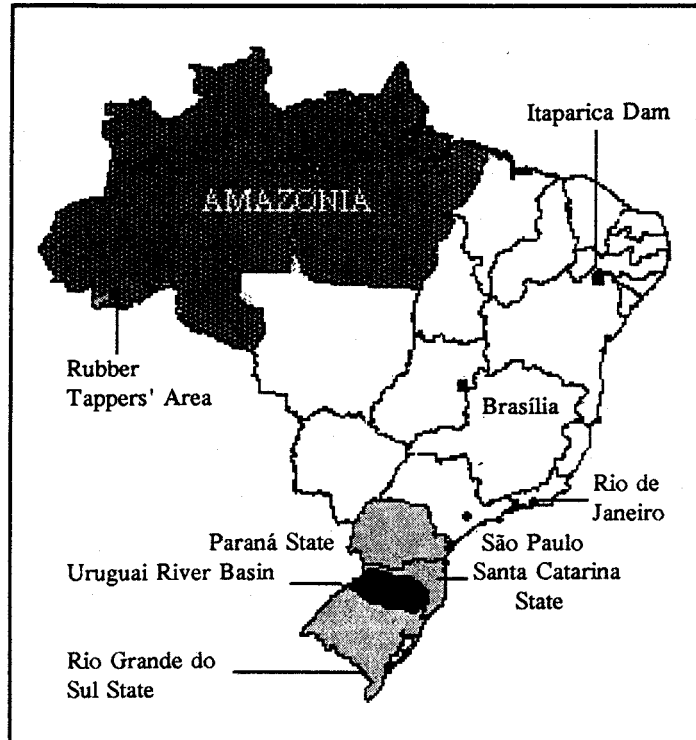 Itaparica Dam
AMAZONIA
Rubber
Tappers' Area
Brasília
Rio de
Janeiro
Paraná State
São Paulo
Uruguai River Basin
Santa Catarina
State
Rio Grande do
Sul State